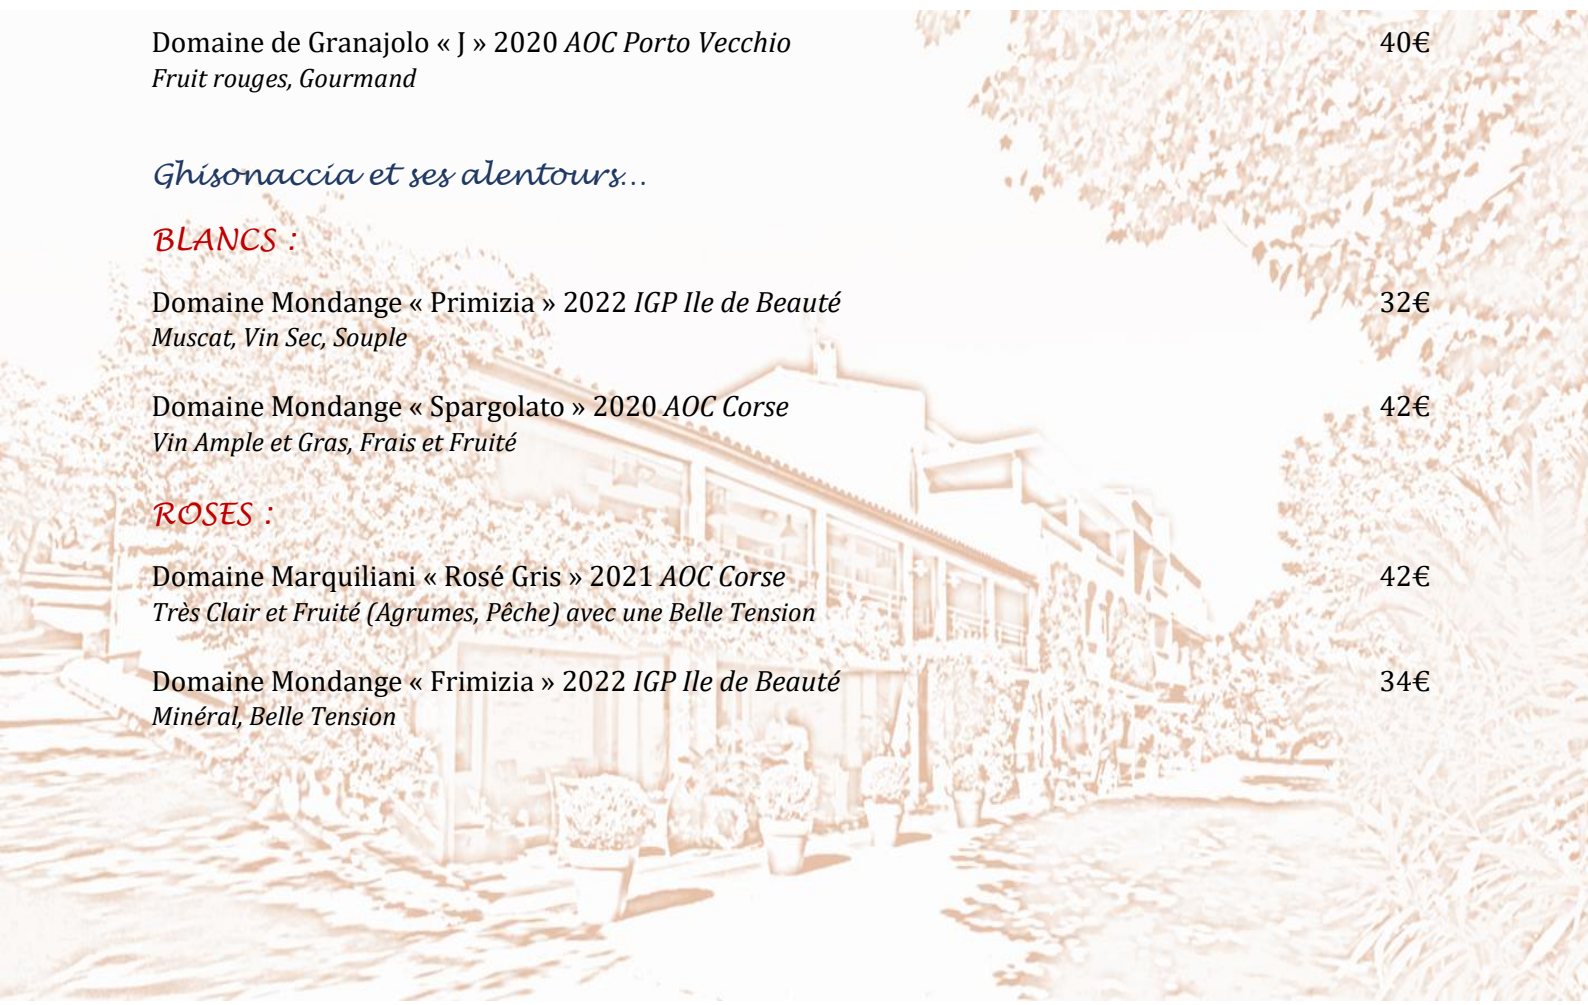 Domaine de Granajolo « J » 2020 AOC Porto Vecchio 40€
Fruit rouges, Gourmand
Ghisonaccia et ses alentours…
BLANCS :
Domaine Mondange « Primizia » 2022 IGP Ile de Beauté 32€
Muscat, Vin Sec, Souple
Domaine Mondange « Spargolato » 2020 AOC Corse 42€
Vin Ample et Gras, Frais et Fruité
ROSES :
Domaine Marquiliani « Rosé Gris » 2021 AOC Corse 42€
Très Clair et Fruité (Agrumes, Pêche) avec une Belle Tension
Domaine Mondange « Frimizia » 2022 IGP Ile de Beauté 34€
Minéral, Belle Tension